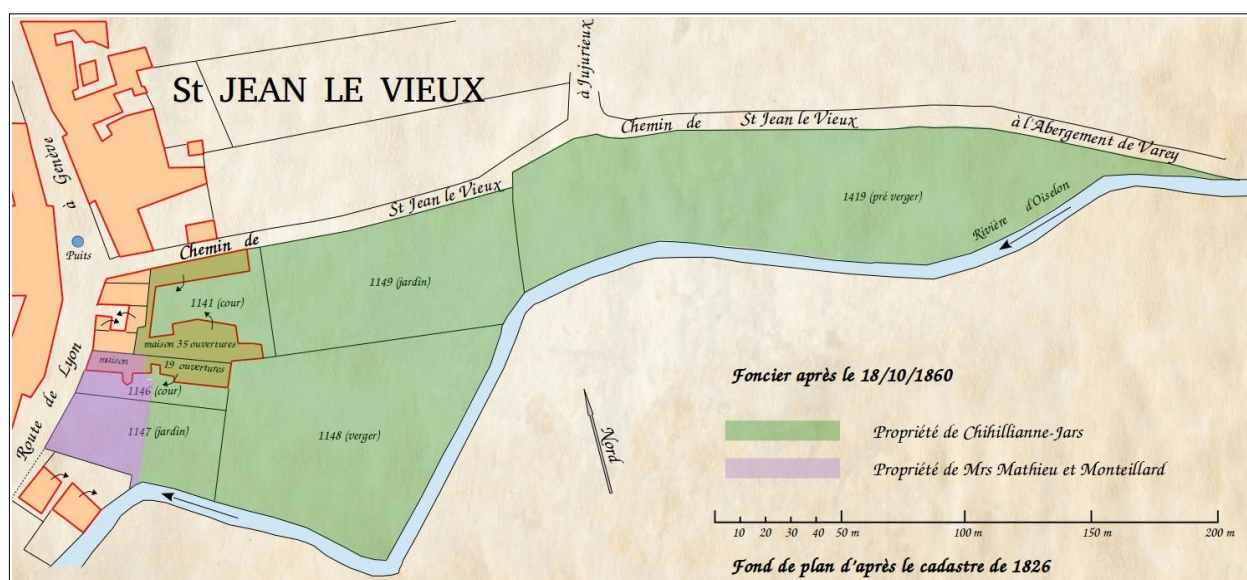 St JEAN LE VIEUX
à Jujurieux
Chemin de St Jean le Vieux à l'Abergement de Varey
à Genève
Puits
Chemin de St Jean le Vieux
1419 (pré verger)
Rivière d'Oiselon
1149 (jardin)
1141 (cour)
maison 35 ouvertures
maison
19 ouvertures
1146 (cour)
Route de Lyon
1147 (jardin)
1148 (verger)
Nord
Foncier après le 18/10/1860
Propriété de Chihillianne-Jars
Propriété de Mrs Mathieu et Monteillard
10 20 30 40 50 m 100 m 150 m 200 m
Fond de plan d'après le cadastre de 1826